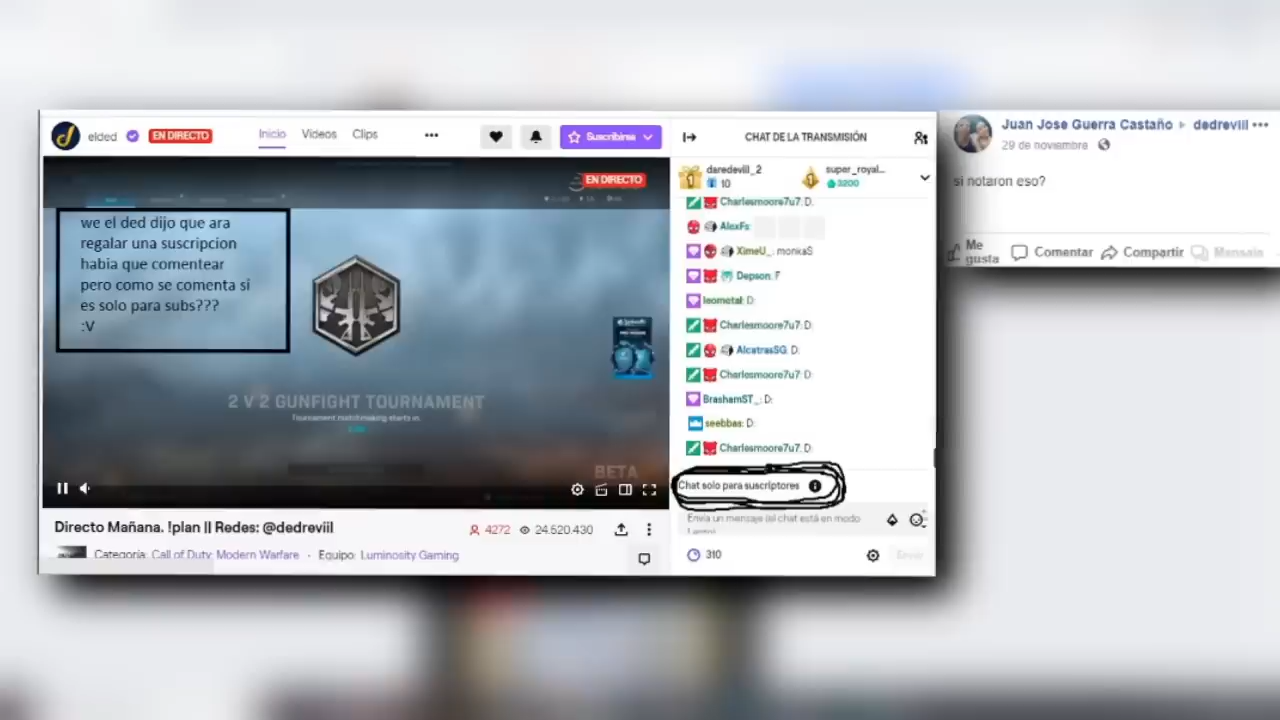 elded
EN DIRECTO
Inicio
Videos
Clips
Suscribirse
CHAT DE LA TRANSMISIÓN
daredevill_2
10
super_royal...
3200
EN DIRECTO
we el ded dijo que ara
regalar una suscripcion
habia que comentear
pero como se comenta si
es solo para subs???
:V
2 V 2 GUNFIGHT TOURNAMENT
Tournament matchmaking starts in.
BETA
Charlesmoore7u7: D:
AlexFs:
XimeU_: monkaS
Depson: F
leometal: D:
Charlesmoore7u7: D:
AlcatrasSG: D:
Charlesmoore7u7: D:
BrashamST_: D:
seebbas: D:
Charlesmoore7u7: D:
Chat solo para suscriptores
Envía un mensaje (el chat está en modo
310
Enviar
Directo Mañana. !plan || Redes: @dedreviil
4272
24.520.430
Categoría: Call of Duty: Modern Warfare · Equipo: Luminosity Gaming
Juan Jose Guerra Castaño ▸ dedreviil
29 de noviembre
si notaron eso?
Me gusta
Comentar
Compartir
Mensaje